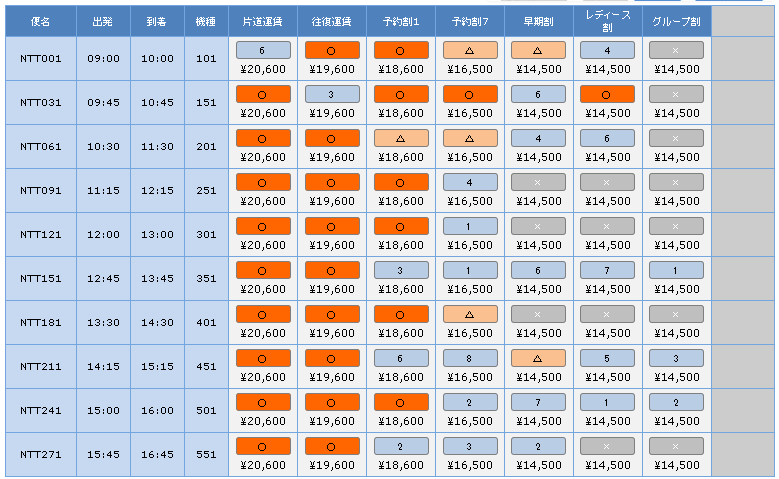 便名 出発 到着 機種 片道運賃 往復運賃 予約割1 予約割7 早期割 レディース割 グループ割
NTT001 09:00 10:00 101 6 ○ ○ △ △ 4 ×
¥20,600 ¥19,600 ¥18,600 ¥16,500 ¥14,500 ¥14,500 ¥14,500
NTT031 09:45 10:45 151 ○ 3 ○ ○ 6 ○ ×
¥20,600 ¥19,600 ¥18,600 ¥16,500 ¥14,500 ¥14,500 ¥14,500
NTT061 10:30 11:30 201 ○ ○ △ △ 4 6 ×
¥20,600 ¥19,600 ¥18,600 ¥16,500 ¥14,500 ¥14,500 ¥14,500
NTT091 11:15 12:15 251 ○ ○ ○ 4 × × ×
¥20,600 ¥19,600 ¥18,600 ¥16,500 ¥14,500 ¥14,500 ¥14,500
NTT121 12:00 13:00 301 ○ ○ ○ 1 × × ×
¥20,600 ¥19,600 ¥18,600 ¥16,500 ¥14,500 ¥14,500 ¥14,500
NTT151 12:45 13:45 351 ○ ○ 3 1 6 7 1
¥20,600 ¥19,600 ¥18,600 ¥16,500 ¥14,500 ¥14,500 ¥14,500
NTT181 13:30 14:30 401 ○ ○ ○ △ × × ×
¥20,600 ¥19,600 ¥18,600 ¥16,500 ¥14,500 ¥14,500 ¥14,500
NTT211 14:15 15:15 451 ○ ○ 6 8 △ 5 3
¥20,600 ¥19,600 ¥18,600 ¥16,500 ¥14,500 ¥14,500 ¥14,500
NTT241 15:00 16:00 501 ○ ○ ○ 2 7 1 2
¥20,600 ¥19,600 ¥18,600 ¥16,500 ¥14,500 ¥14,500 ¥14,500
NTT271 15:45 16:45 551 ○ ○ 2 3 2 × ×
¥20,600 ¥19,600 ¥18,600 ¥16,500 ¥14,500 ¥14,500 ¥14,500